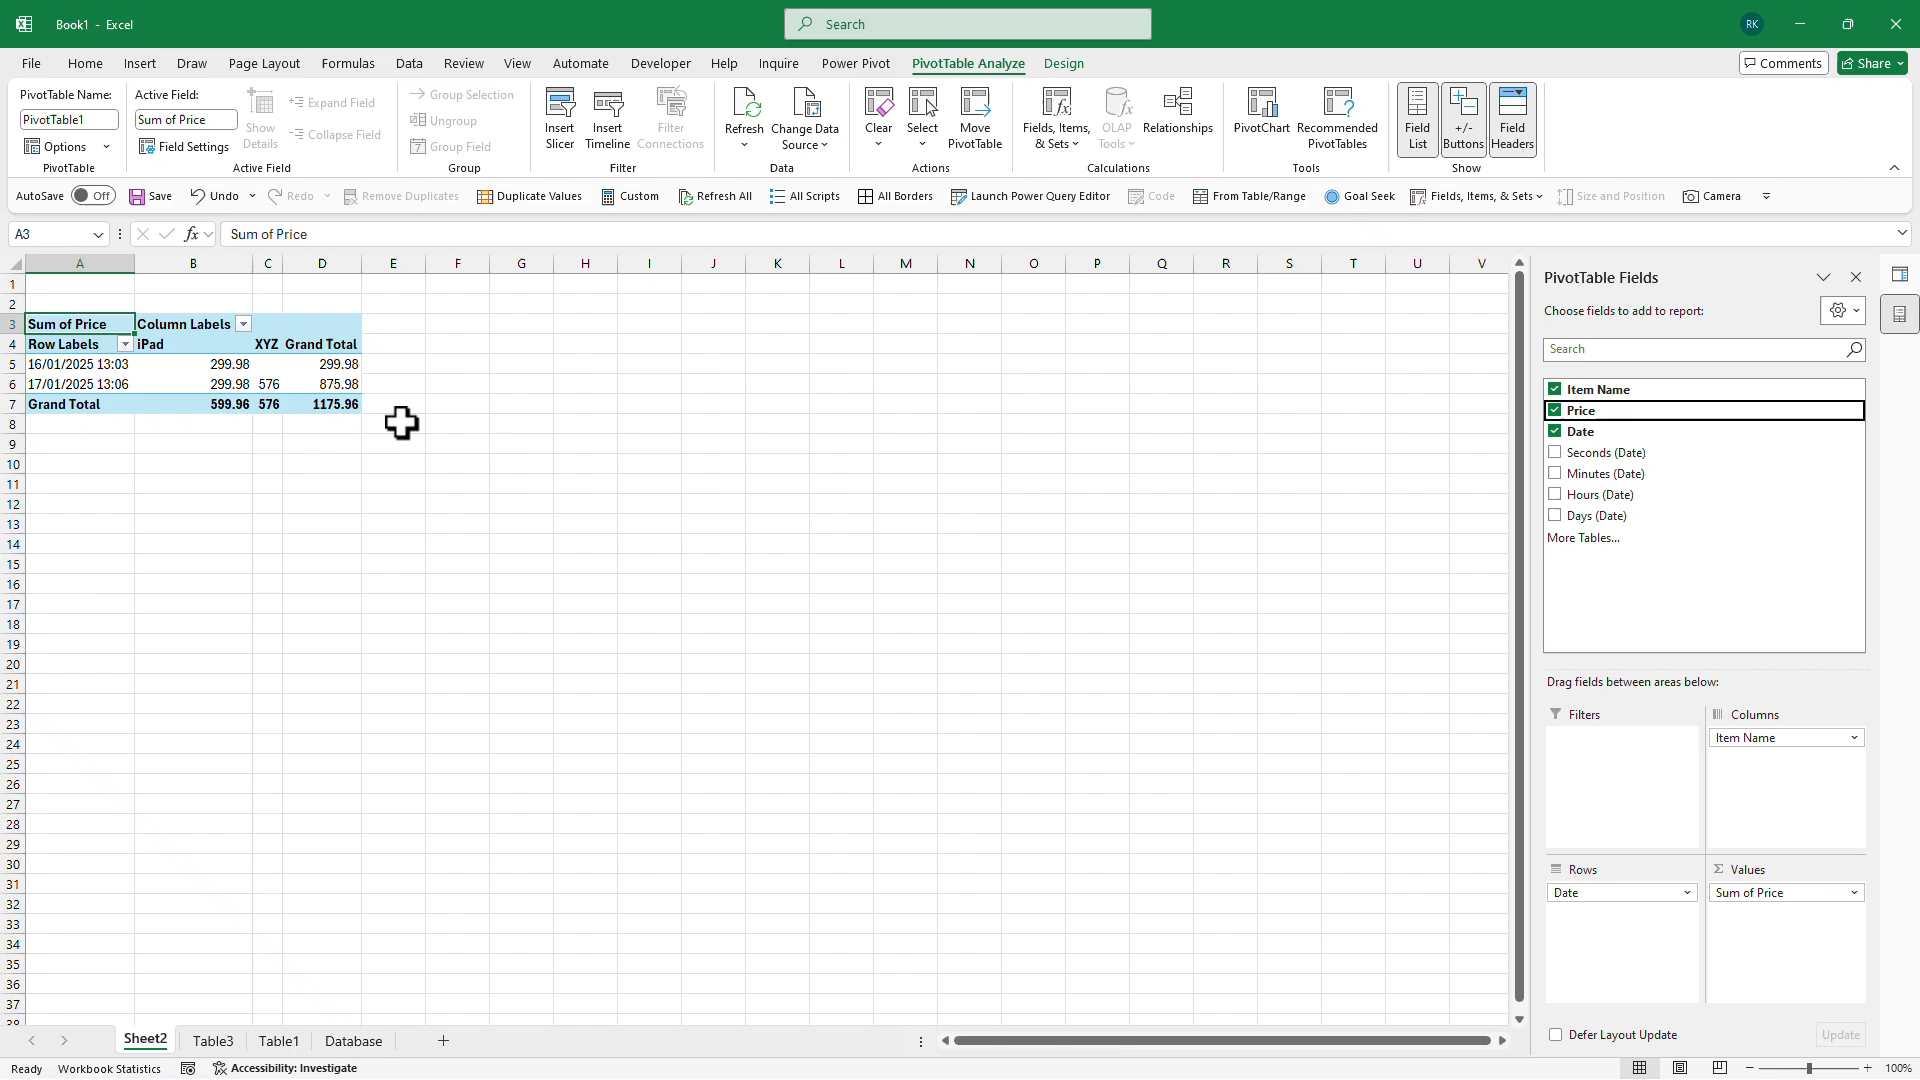 Book1 - Excel
Search
RK
File Home Insert Draw Page Layout Formulas Data Review View Automate Developer Help Inquire Power Pivot PivotTable Analyze Design
Comments Share
PivotTable Name:
PivotTable1
Options
PivotTable
Active Field:
Sum of Price
Field Settings
Show Details
Expand Field
Collapse Field
Active Field
Group Selection
Ungroup
Group Field
Group
Insert Slicer
Insert Timeline
Filter Connections
Filter
Refresh
Change Data Source
Data
Clear
Select
Move PivotTable
Actions
Fields, Items, & Sets
OLAP Tools
Relationships
Calculations
PivotChart
Recommended PivotTables
Tools
Field List
+/- Buttons
Field Headers
Show
AutoSave Off Save Undo Redo Remove Duplicates Duplicate Values Custom Refresh All All Scripts All Borders Launch Power Query Editor Code From Table/Range Goal Seek Fields, Items, & Sets Size and Position Camera
A3 fx Sum of Price
A B C D E F G H I J K L M N O P Q R S T U V
1
2
3 Sum of Price Column Labels
4 Row Labels iPad XYZ Grand Total
5 16/01/2025 13:03 299.98 299.98
6 17/01/2025 13:06 299.98 576 875.98
7 Grand Total 599.96 576 1175.96
8
9
10
11
12
13
14
15
16
17
18
19
20
21
22
23
24
25
26
27
28
29
30
31
32
33
34
35
36
37
38
PivotTable Fields
Choose fields to add to report:
Search
Item Name
Price
Date
Seconds (Date)
Minutes (Date)
Hours (Date)
Days (Date)
More Tables...
Drag fields between areas below:
Filters
Columns
Item Name
Rows
Date
Values
Sum of Price
Defer Layout Update
Update
Sheet2 Table3 Table1 Database
Ready Workbook Statistics Accessibility: Investigate
100%